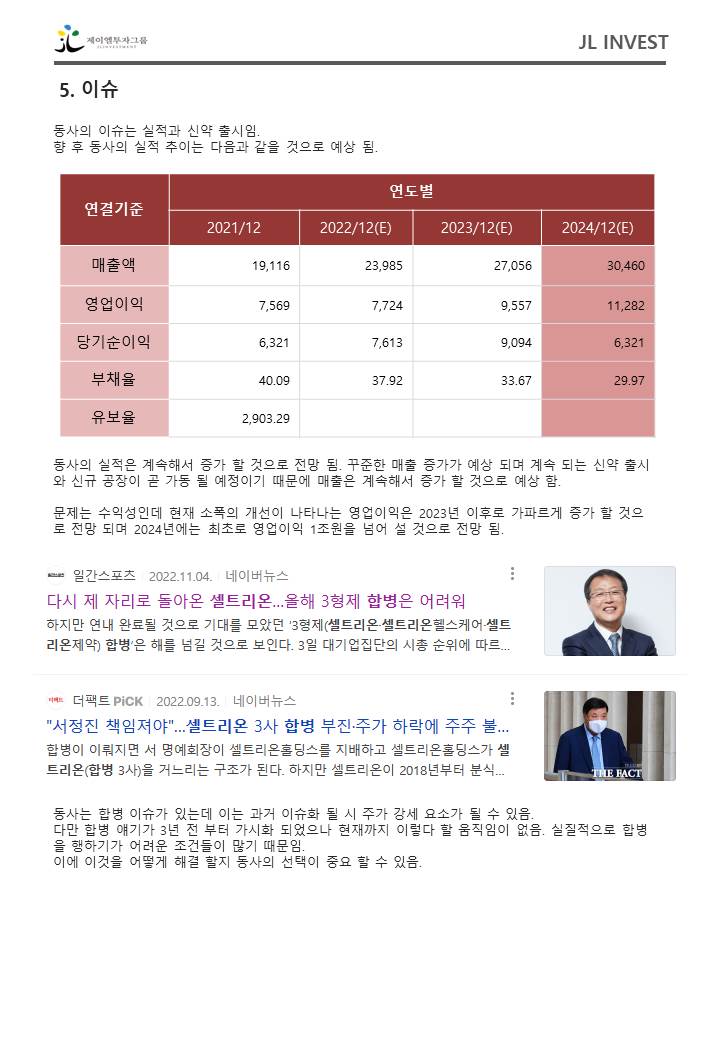 제이엘투자그룹
JLINVESTMENT
JL INVEST
5. 이슈
동사의 이슈는 실적과 신약 출시임.
향 후 동사의 실적 추이는 다음과 같을 것으로 예상 됨.
연결기준 연도별
2021/12 2022/12(E) 2023/12(E) 2024/12(E)
매출액 19,116 23,985 27,056 30,460
영업이익 7,569 7,724 9,557 11,282
당기순이익 6,321 7,613 9,094 6,321
부채율 40.09 37.92 33.67 29.97
유보율 2,903.29
동사의 실적은 계속해서 증가 할 것으로 전망 됨. 꾸준한 매출 증가가 예상 되며 계속 되는 신약 출시
와 신규 공장이 곧 가동 될 예정이기 때문에 매출은 계속해서 증가 할 것으로 예상 함.
문제는 수익성인데 현재 소폭의 개선이 나타나는 영업이익은 2023년 이후로 가파르게 증가 할 것으
로 전망 되며 2024년에는 최초로 영업이익 1조원을 넘어 설 것으로 전망 됨.
일간스포츠 2022.11.04. 네이버뉴스
다시 제 자리로 돌아온 셀트리온...올해 3형제 합병은 어려워
하지만 연내 완료될 것으로 기대를 모았던 '3형제(셀트리온·셀트리온헬스케어·셀트
리온제약) 합병'은 해를 넘길 것으로 보인다. 3일 대기업집단의 시총 순위에 따르...
더팩트 PiCK 2022.09.13. 네이버뉴스
"서정진 책임져야"...셀트리온 3사 합병 부진·주가 하락에 주주 불...
합병이 이뤄지면 서 명예회장이 셀트리온홀딩스를 지배하고 셀트리온홀딩스가 셀
트리온(합병 3사)을 거느리는 구조가 된다. 하지만 셀트리온이 2018년부터 분식...
THE FACT
동사는 합병 이슈가 있는데 이는 과거 이슈화 될 시 주가 강세 요소가 될 수 있음.
다만 합병 얘기가 3년 전 부터 가시화 되었으나 현재까지 이렇다 할 움직임이 없음. 실질적으로 합병
을 행하기가 어려운 조건들이 많기 때문임.
이에 이것을 어떻게 해결 할지 동사의 선택이 중요 할 수 있음.